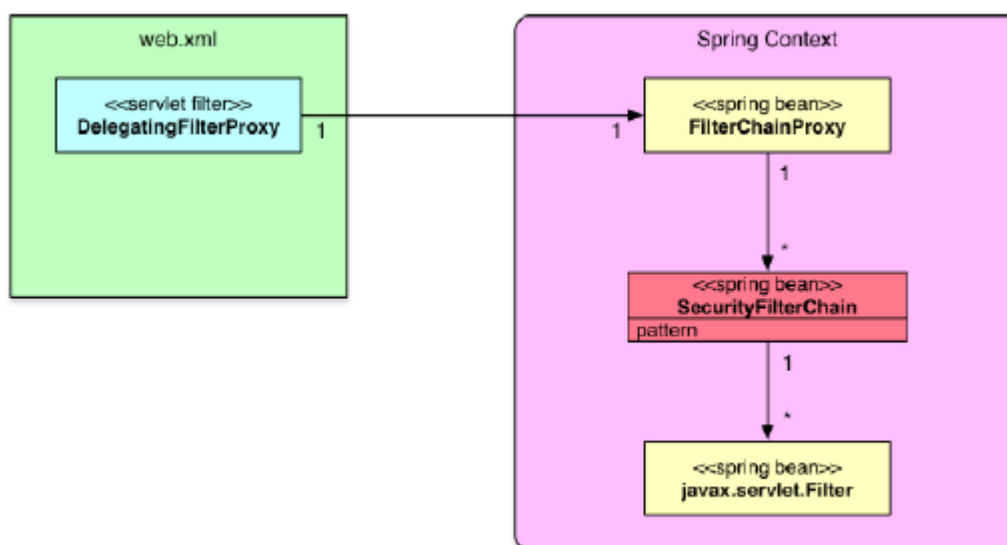 web.xml
<<servlet filter>>
DelegatingFilterProxy
1
1
Spring Context
<<spring bean>>
FilterChainProxy
1
*
<<spring bean>>
SecurityFilterChain
pattern
1
*
<<spring bean>>
javax.servlet.Filter